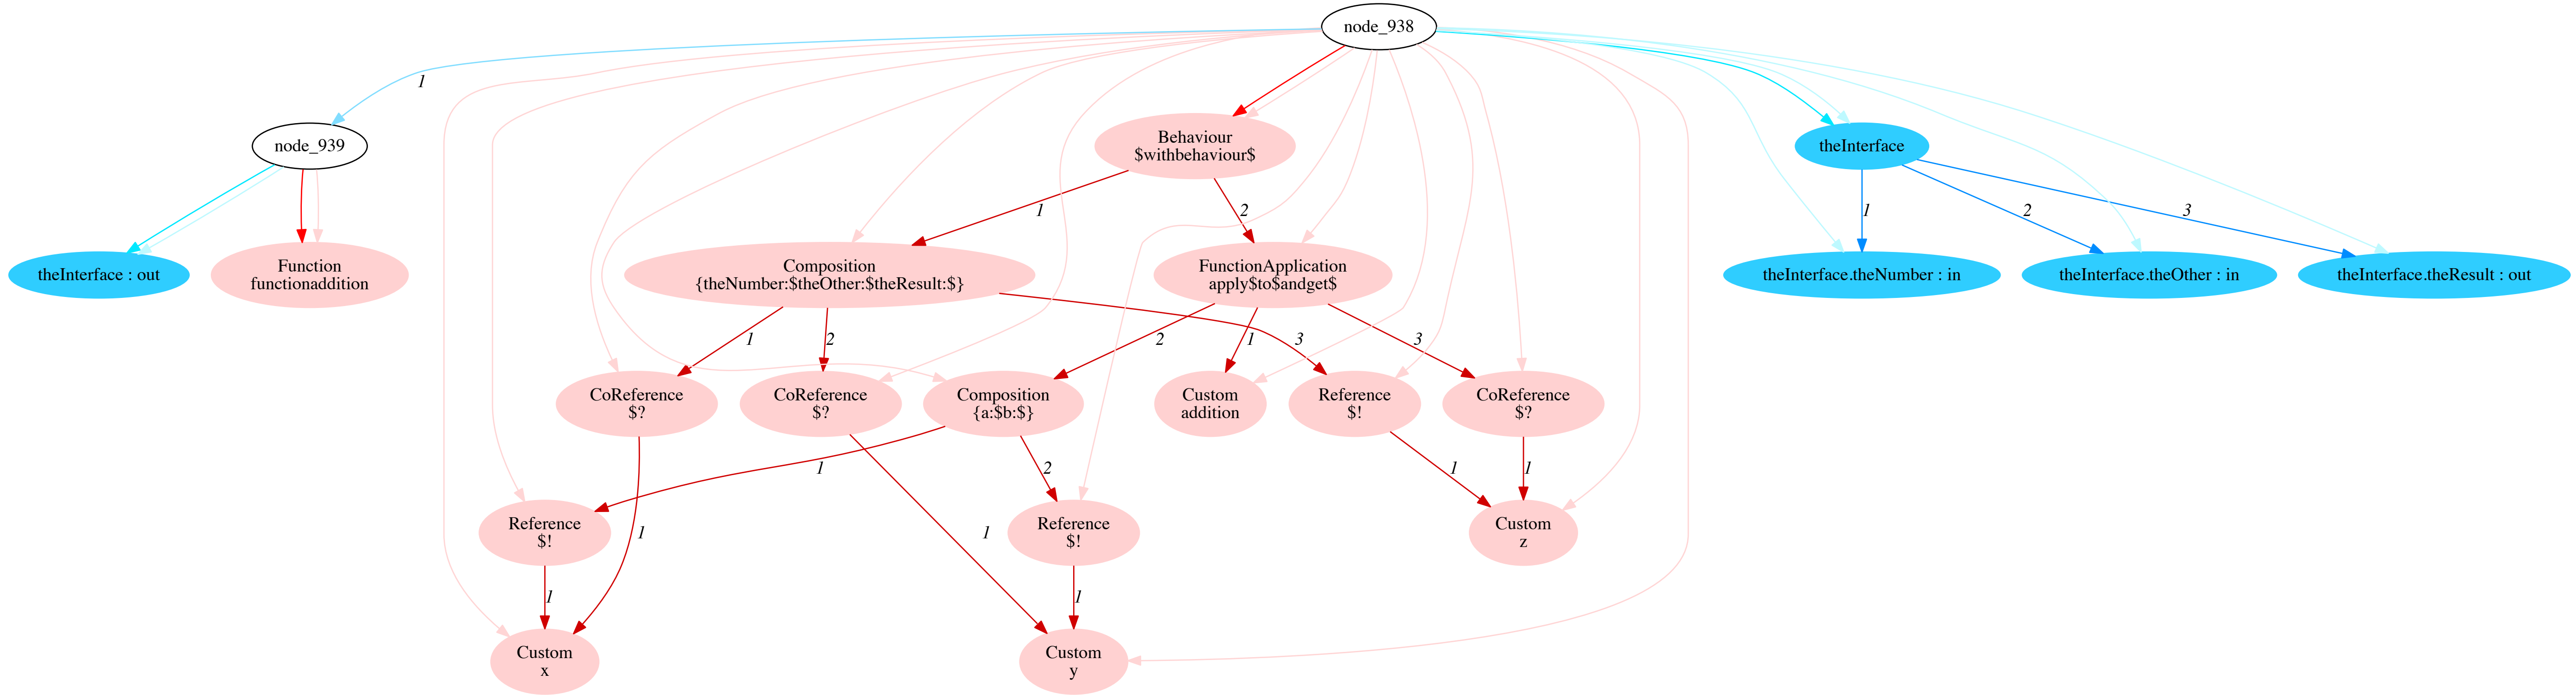 node_938
1
node_939
Behaviour
$withbehaviour$
theInterface
1
2
1
2
3
theInterface : out
Function
functionaddition
Composition
{theNumber:$theOther:$theResult:$}
FunctionApplication
apply$to$andget$
theInterface.theNumber : in
theInterface.theOther : in
theInterface.theResult : out
1
2
2
1
3
3
CoReference
$?
CoReference
$?
Composition
{a:$b:$}
Custom
addition
Reference
$!
CoReference
$?
1
2
1
1
Reference
$!
1
1
Reference
$!
Custom
z
1
1
Custom
x
Custom
y